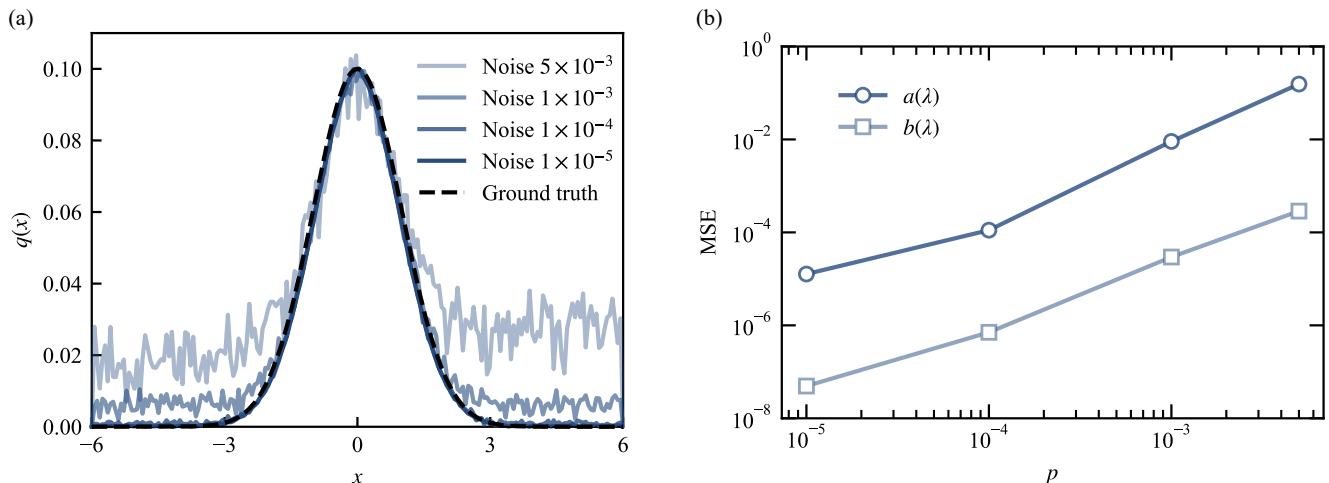 (a)
0.10
0.08
0.06
0.04
0.02
0.00
q(x)
−6
−3
0
3
6
x
Noise 5 × 10⁻³
Noise 1 × 10⁻³
Noise 1 × 10⁻⁴
Noise 1 × 10⁻⁵
Ground truth
(b)
10⁰
10⁻²
10⁻⁴
10⁻⁶
10⁻⁸
MSE
a(λ)
b(λ)
10⁻⁵
10⁻⁴
10⁻³
p